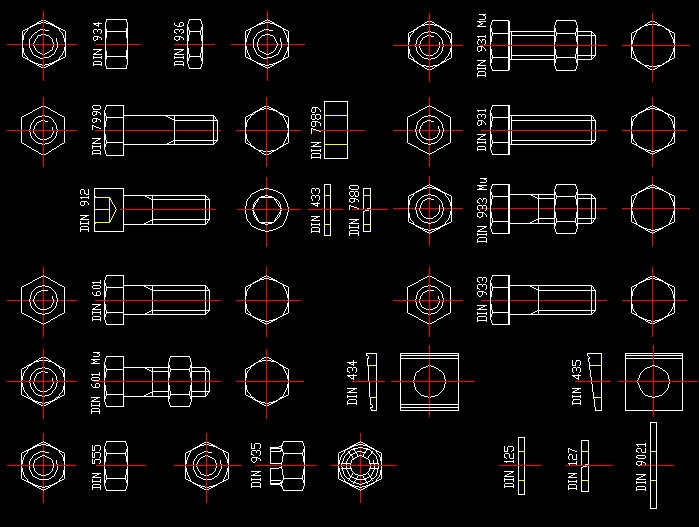 DIN 934
DIN 936
DIN 931 Mu
DIN 7990
DIN 7989
DIN 931
DIN 912
DIN 433
DIN 7980
DIN 933 Mu
DIN 601
DIN 933
DIN 601 Mu
DIN 434
DIN 435
DIN 555
DIN 935
DIN 125
DIN 127
DIN 9021